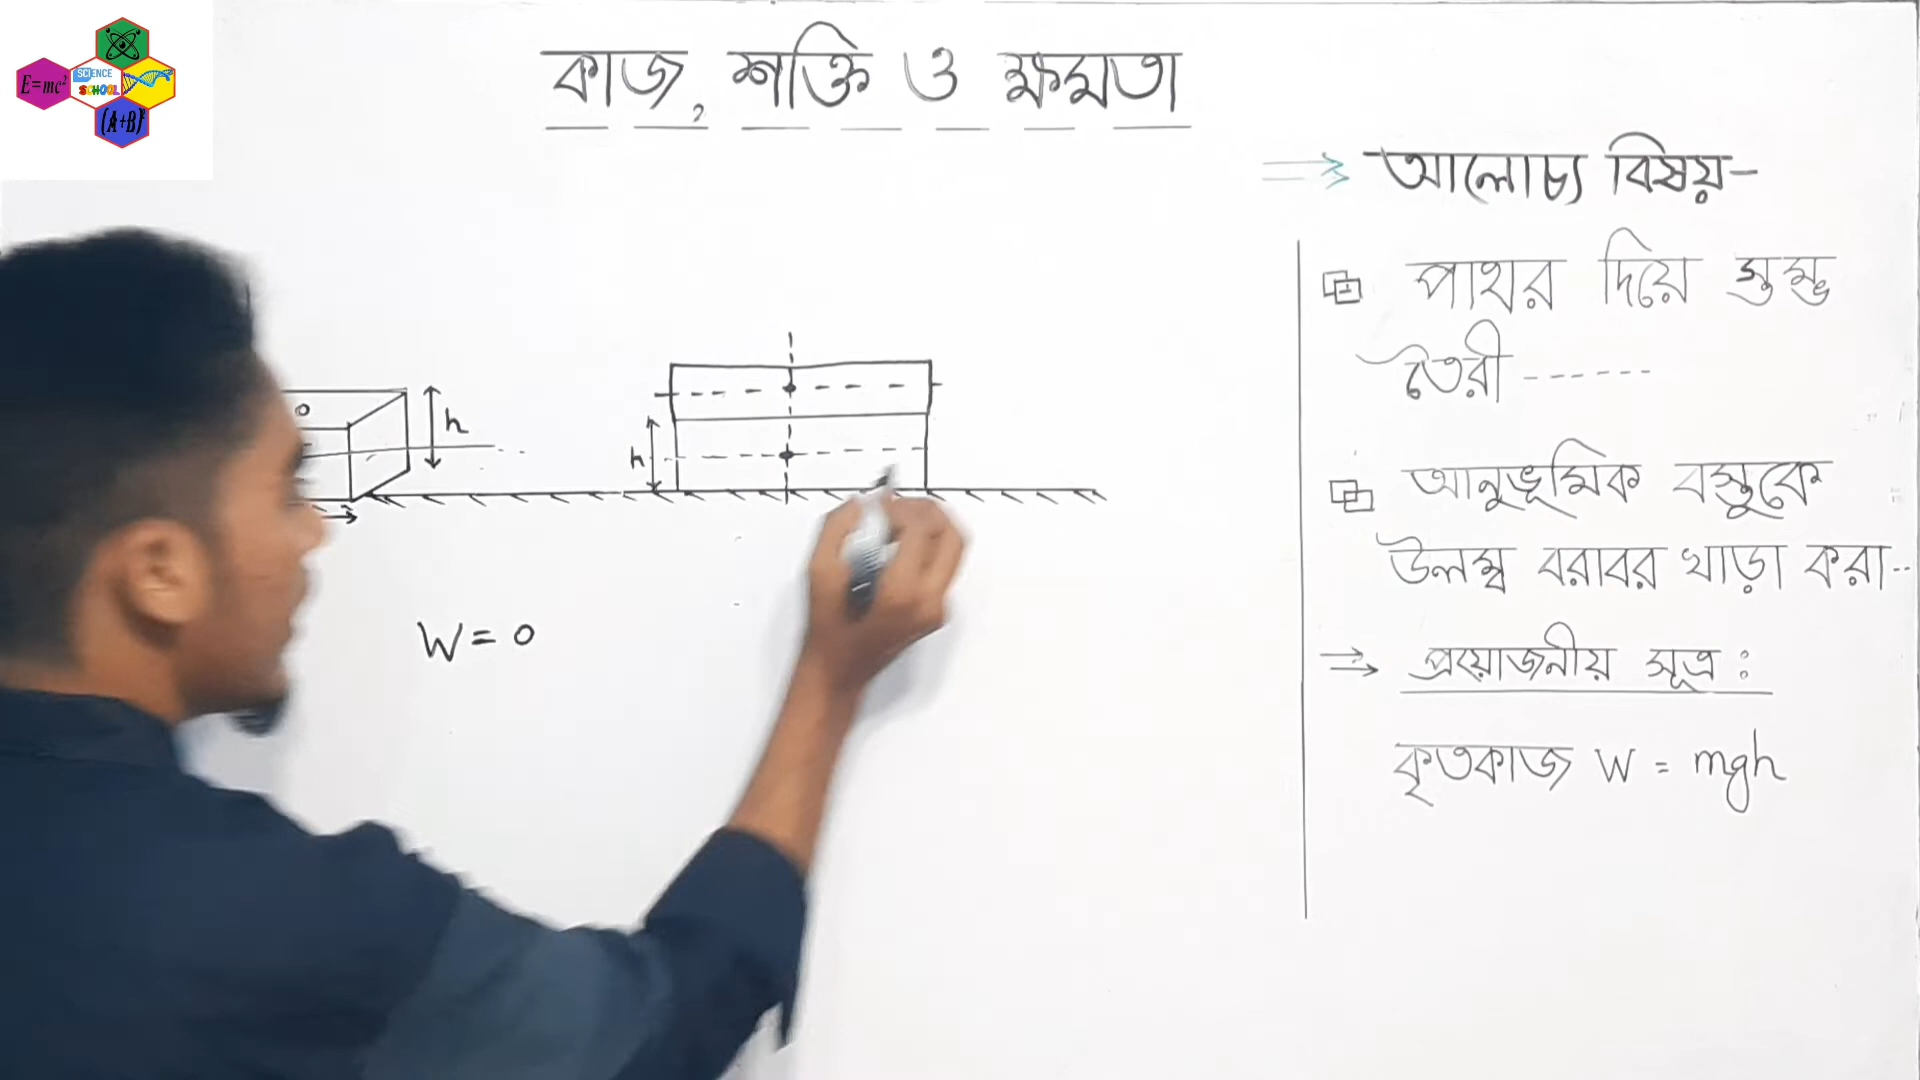 E=mc²
SCIENCE
SCHOOL
(A+B)²
কাজ, শক্তি ও ক্ষমতা
⇒ আলোচ্য বিষয়-
পাথর দিয়ে স্তম্ভ
তৈরী ------
আনুভূমিক বস্তুকে
উলম্ব বরাবর খাড়া করা--
⇒ প্রয়োজনীয় সূত্র :
কৃতকাজ W = mgh
o
h
h
W = 0